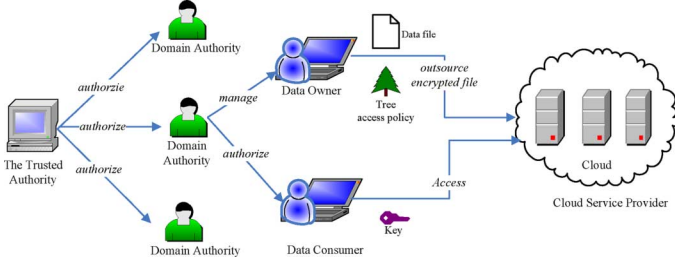 Domain Authority
authorzie
authorize
authorize
The Trusted
Authority
Domain
Authority
Domain Authority
manage
authorize
Data Owner
Data file
Tree
access policy
outsource
encrypted file
Data Consumer
Key
Access
Cloud
Cloud Service Provider